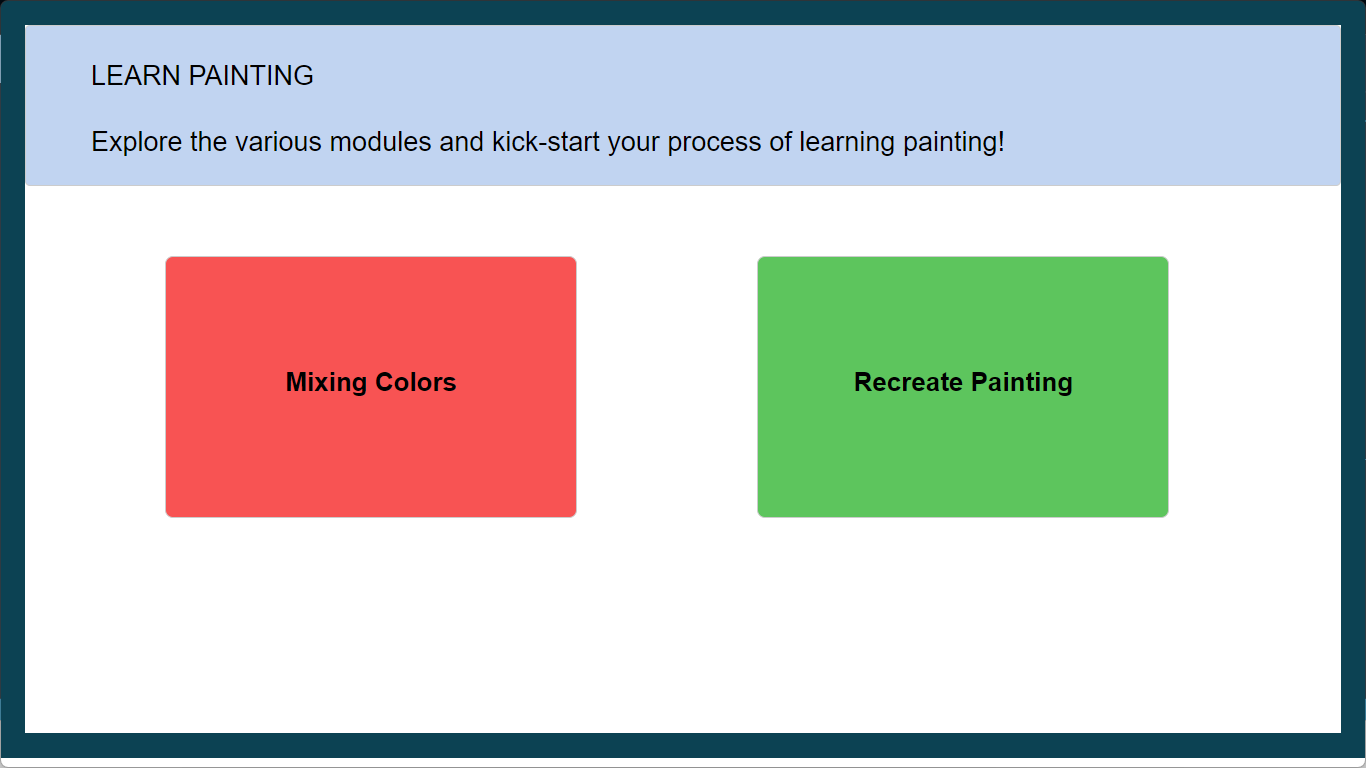 LEARN PAINTING
Explore the various modules and kick-start your process of learning painting!
Mixing Colors
Recreate Painting